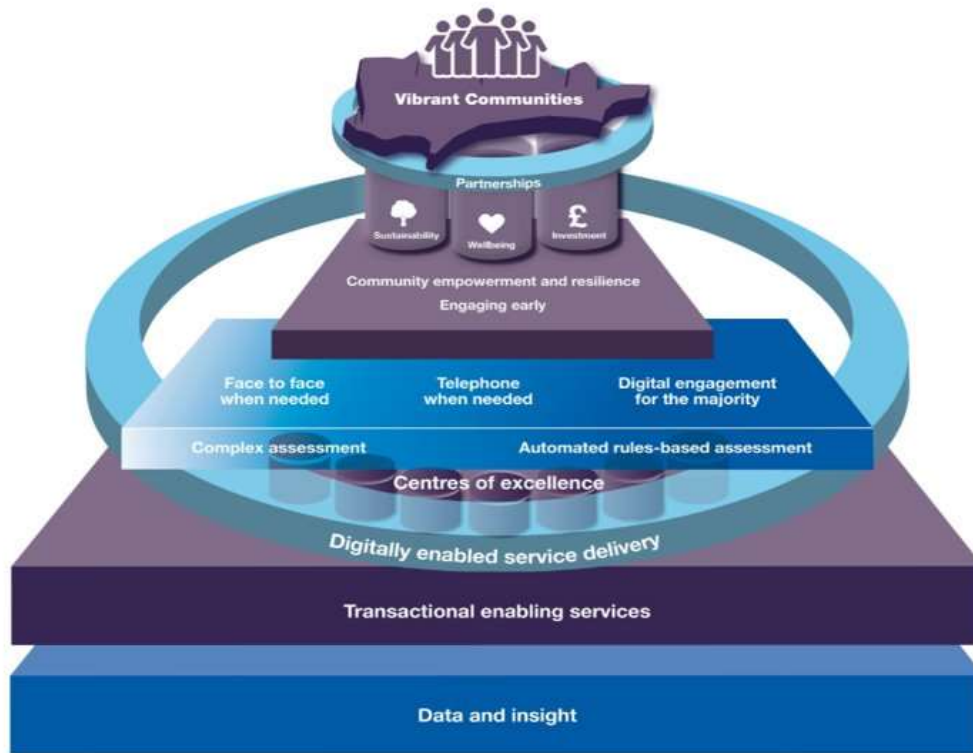 Vibrant Communities
Partnerships
Sustainability
Wellbeing
£
Investment
Community empowerment and resilience
Engaging early
Face to face
when needed
Telephone
when needed
Digital engagement
for the majority
Complex assessment
Automated rules-based assessment
Centres of excellence
Digitally enabled service delivery
Transactional enabling services
Data and insight